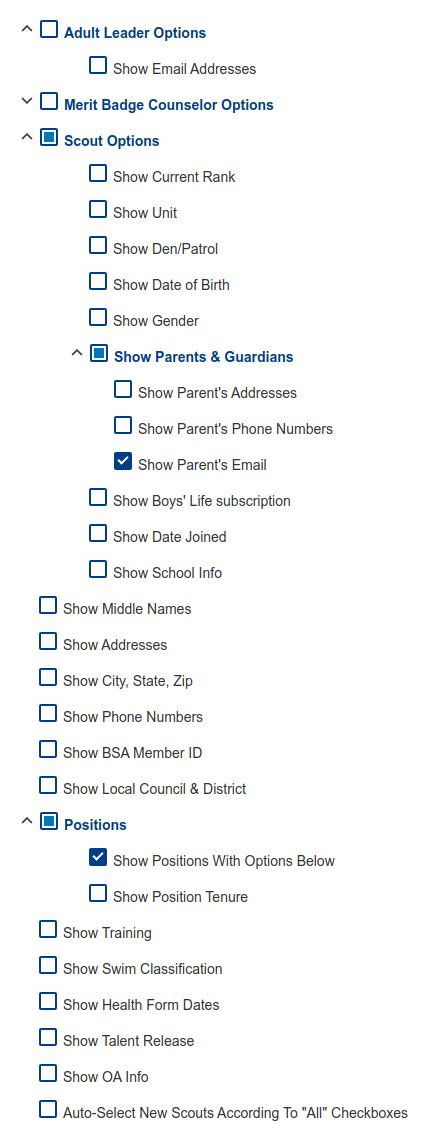 Adult Leader Options
Show Email Addresses
Merit Badge Counselor Options
Scout Options
Show Current Rank
Show Unit
Show Den/Patrol
Show Date of Birth
Show Gender
Show Parents & Guardians
Show Parent's Addresses
Show Parent's Phone Numbers
Show Parent's Email
Show Boys' Life subscription
Show Date Joined
Show School Info
Show Middle Names
Show Addresses
Show City, State, Zip
Show Phone Numbers
Show BSA Member ID
Show Local Council & District
Positions
Show Positions With Options Below
Show Position Tenure
Show Training
Show Swim Classification
Show Health Form Dates
Show Talent Release
Show OA Info
Auto-Select New Scouts According To "All" Checkboxes